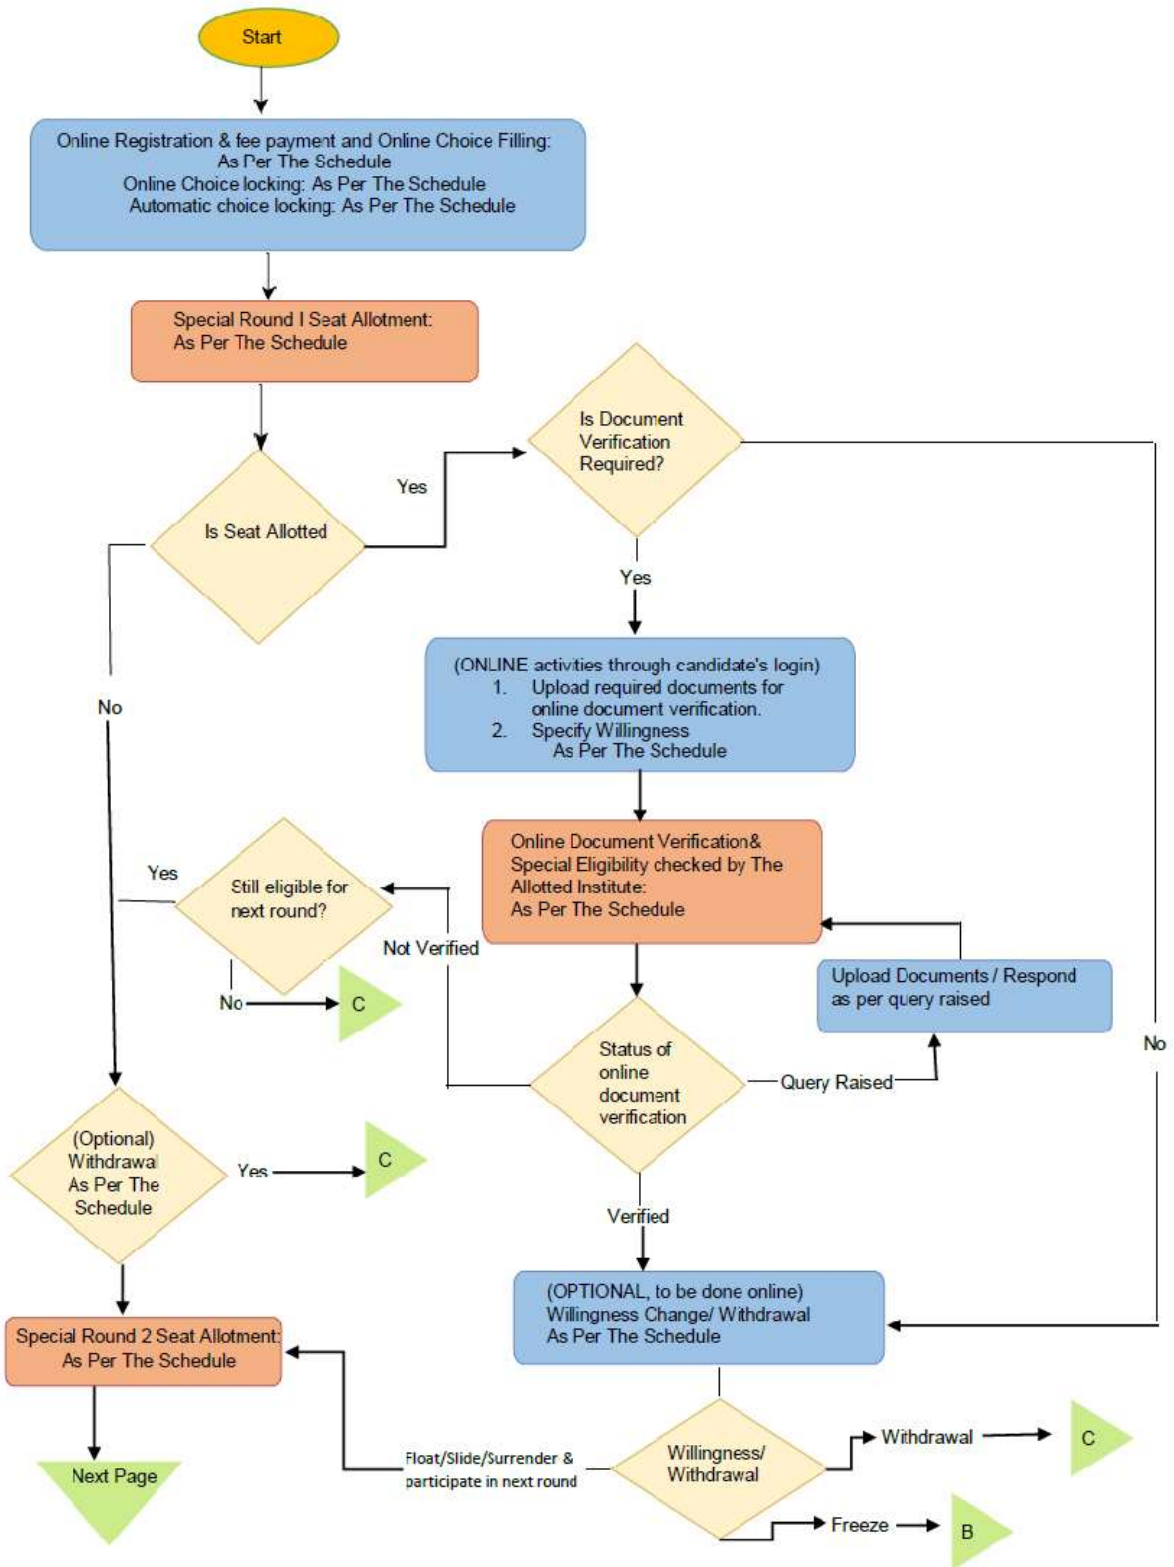 Start
Online Registration & fee payment and Online Choice Filling:
As Per The Schedule
Online Choice locking: As Per The Schedule
Automatic choice locking: As Per The Schedule
Special Round I Seat Allotment:
As Per The Schedule
Is Document
Verification
Required?
Yes
Is Seat Allotted
Yes
(ONLINE activities through candidate's login)
1. Upload required documents for
online document verification.
2. Specify Willingness
As Per The Schedule
No
Online Document Verification&
Special Eligibility checked by The
Allotted Institute:
As Per The Schedule
Yes
Still eligible for
next round?
Not Verified
No
C
Upload Documents / Respond
as per query raised
No
Status of
online
document
verification
Query Raised
(Optional)
Withdrawal
As Per The
Schedule
Yes
C
Verified
(OPTIONAL, to be done online)
Willingness Change/ Withdrawal
As Per The Schedule
Special Round 2 Seat Allotment:
As Per The Schedule
Float/Slide/Surrender &
participate in next round
Willingness/
Withdrawal
Withdrawal
C
Next Page
Freeze
B